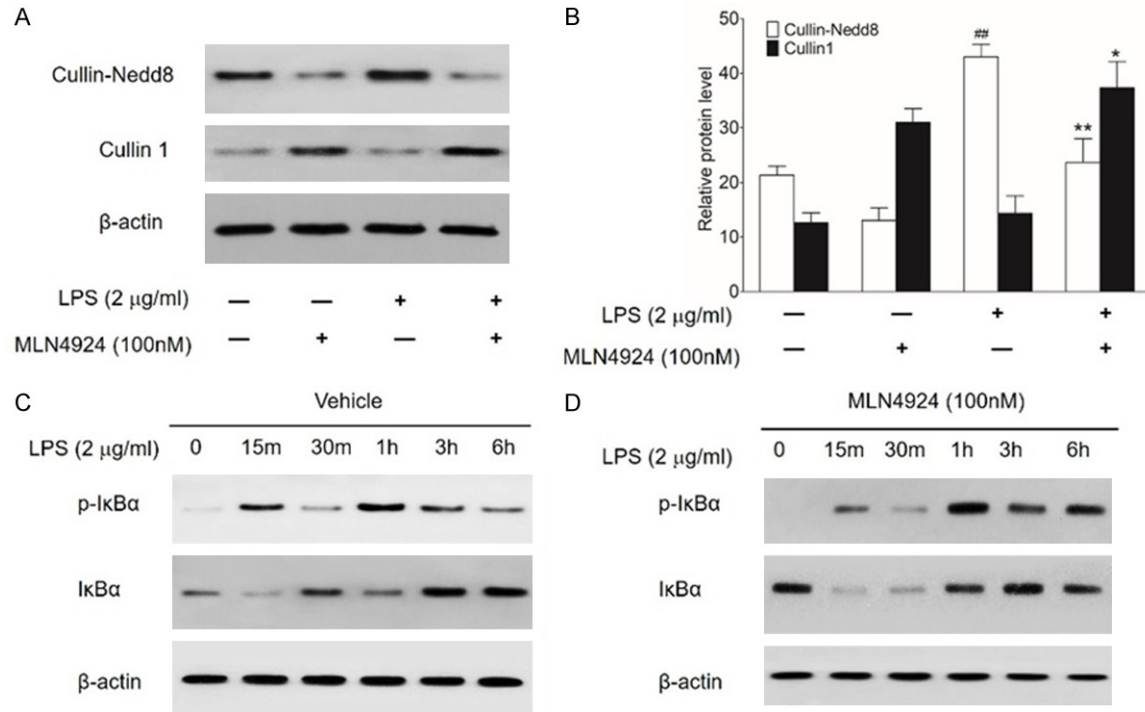 A
Cullin-Nedd8
Cullin 1
β-actin
LPS (2 μg/ml) — — + +
MLN4924 (100nM) — + — +
B
Cullin-Nedd8
Cullin1
Relative protein level
50
40
30
20
10
0
##
**
*
LPS (2 μg/ml) — — + +
MLN4924 (100nM) — + — +
C
Vehicle
LPS (2 μg/ml) 0 15m 30m 1h 3h 6h
p-IκBα
IκBα
β-actin
D
MLN4924 (100nM)
LPS (2 μg/ml) 0 15m 30m 1h 3h 6h
p-IκBα
IκBα
β-actin